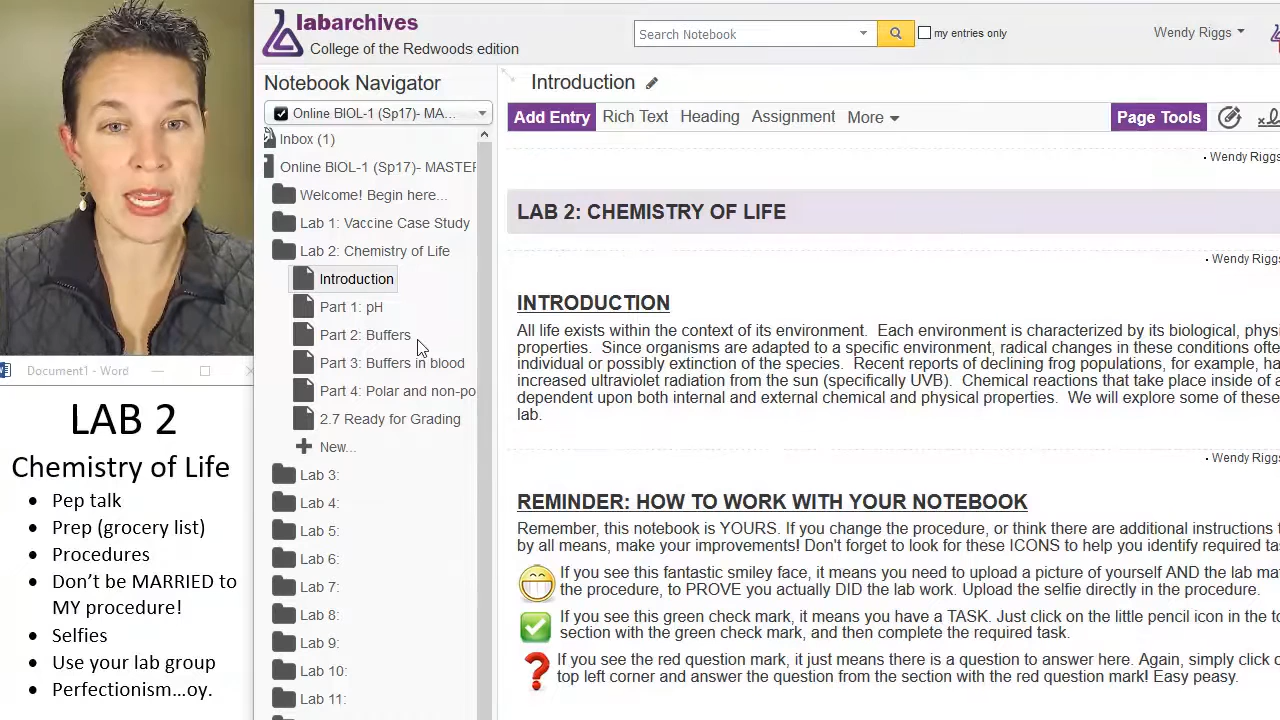 labarchives
College of the Redwoods edition
Search Notebook
my entries only
Wendy Riggs
Notebook Navigator
Online BIOL-1 (Sp17)- MA...
Inbox (1)
Online BIOL-1 (Sp17)- MASTER
Welcome! Begin here...
Lab 1: Vaccine Case Study
Lab 2: Chemistry of Life
Introduction
Part 1: pH
Part 2: Buffers
Part 3: Buffers in blood
Part 4: Polar and non-po
2.7 Ready for Grading
New...
Lab 3:
Lab 4:
Lab 5:
Lab 6:
Lab 7:
Lab 8:
Lab 9:
Lab 10:
Lab 11:
Introduction
Add Entry Rich Text Heading Assignment More Page Tools
Wendy Riggs
LAB 2: CHEMISTRY OF LIFE
Wendy Riggs
INTRODUCTION
All life exists within the context of its environment. Each environment is characterized by its biological, phys
properties. Since organisms are adapted to a specific environment, radical changes in these conditions ofte
individual or possibly extinction of the species. Recent reports of declining frog populations, for example, ha
increased ultraviolet radiation from the sun (specifically UVB). Chemical reactions that take place inside of a
dependent upon both internal and external chemical and physical properties. We will explore some of these
lab.
Wendy Riggs
REMINDER: HOW TO WORK WITH YOUR NOTEBOOK
Remember, this notebook is YOURS. If you change the procedure, or think there are additional instructions t
by all means, make your improvements! Don't forget to look for these ICONS to help you identify required ta
If you see this fantastic smiley face, it means you need to upload a picture of yourself AND the lab mat
the procedure, to PROVE you actually DID the lab work. Upload the selfie directly in the procedure.
If you see this green check mark, it means you have a TASK. Just click on the little pencil icon in the to
section with the green check mark, and then complete the required task.
If you see the red question mark, it just means there is a question to answer here. Again, simply click o
top left corner and answer the question from the section with the red question mark! Easy peasy.
Document1 - Word
LAB 2
Chemistry of Life
• Pep talk
• Prep (grocery list)
• Procedures
• Don't be MARRIED to
MY procedure!
• Selfies
• Use your lab group
• Perfectionism...oy.